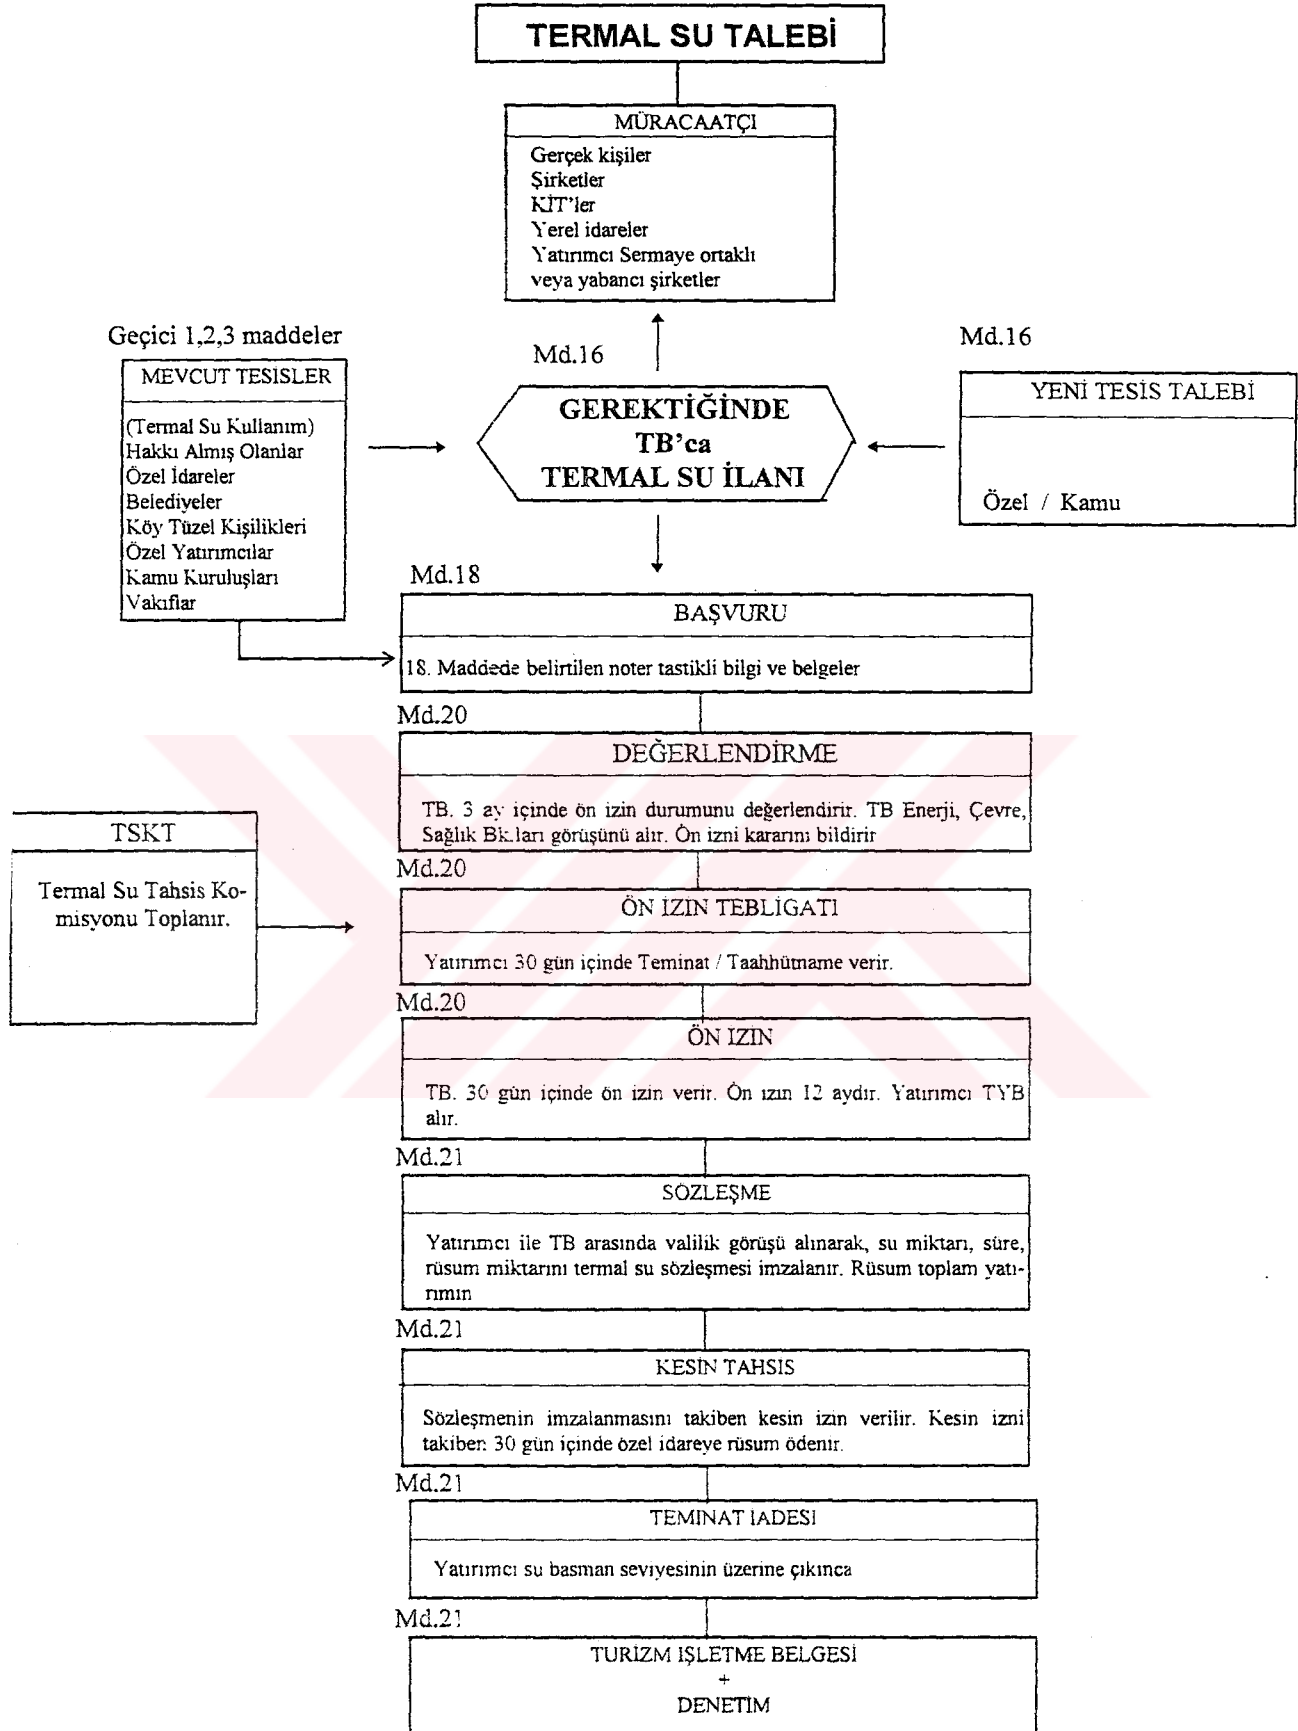 TERMAL SU TALEBİ
MÜRACAATÇI
Gerçek kişiler
Şirketler
KİT'ler
Yerel idareler
Yatırımcı Sermaye ortaklı
veya yabancı şirketler
Geçici 1,2,3 maddeler
MEVCUT TESISLER
(Termal Su Kullanım)
Hakkı Almış Olanlar
Özel İdareler
Belediyeler
Köy Tüzel Kişilikleri
Özel Yatırımcılar
Kamu Kuruluşları
Vakıflar
Md.16
GEREKTİĞİNDE
TB'ca
TERMAL SU İLANI
Md.16
YENİ TESİS TALEBİ
Özel / Kamu
Md.18
BAŞVURU
18. Maddede belirtilen noter tastikli bilgi ve belgeler
Md.20
DEĞERLENDİRME
TB. 3 ay içinde ön izin durumunu değerlendirir. TB Enerji, Çevre,
Sağlık Bk.ları görüşünü alır. Ön izni kararını bildirir
TSKT
Termal Su Tahsis Ko-
misyonu Toplanır.
Md.20
ÖN İZIN TEBLİGATI
Yatırımcı 30 gün içinde Teminat / Taahhütname verir.
Md.20
ÖN IZIN
TB. 30 gün içinde ön izin verir. Ön izin 12 aydır. Yatırımcı TYB
alır.
Md.21
SÖZLEŞME
Yatırımcı ile TB arasında valilik görüşü alınarak, su miktarı, süre,
rüsum miktarını termal su sözleşmesi imzalanır. Rüsum toplam yatı-
rımın
Md.21
KESİN TAHSIS
Sözleşmenin imzalanmasını takiben kesin izin verilir. Kesin izni
takiben 30 gün içinde özel idareye rüsum ödenir.
Md.21
TEMINAT İADESİ
Yatırımcı su basman seviyesinin üzerine çıkınca
Md.21
TURİZM IŞLETME BELGESİ
+
DENETİM